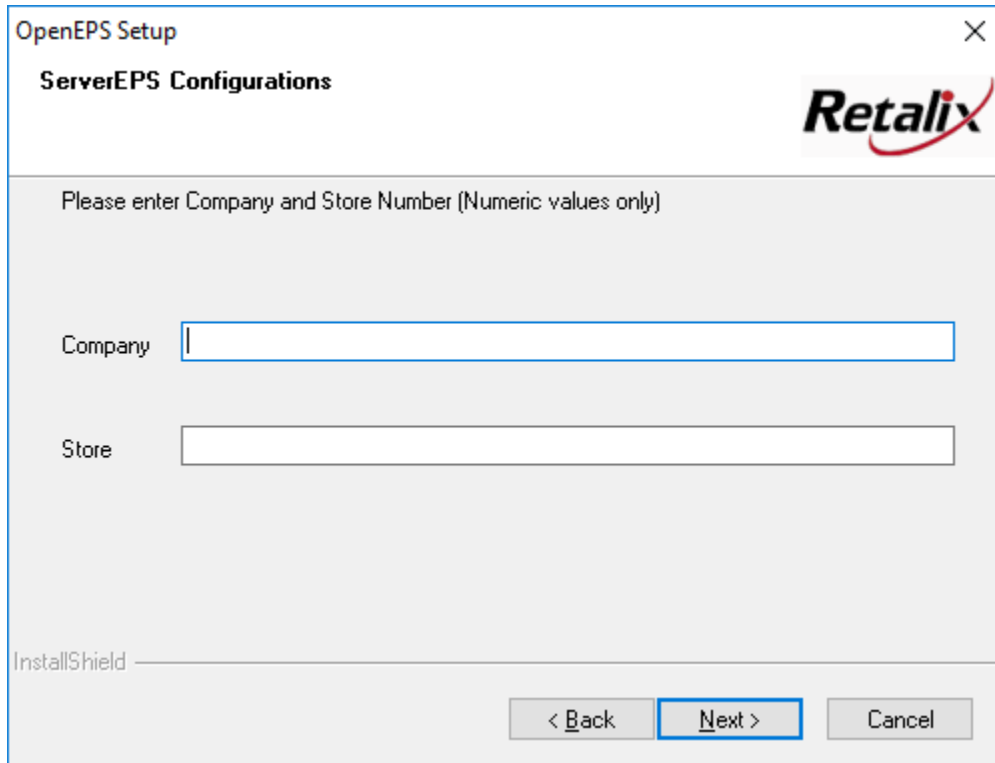 OpenEPS Setup
ServerEPS Configurations
Retalix
Please enter Company and Store Number (Numeric values only)
Company
Store
InstallShield
< Back
Next >
Cancel